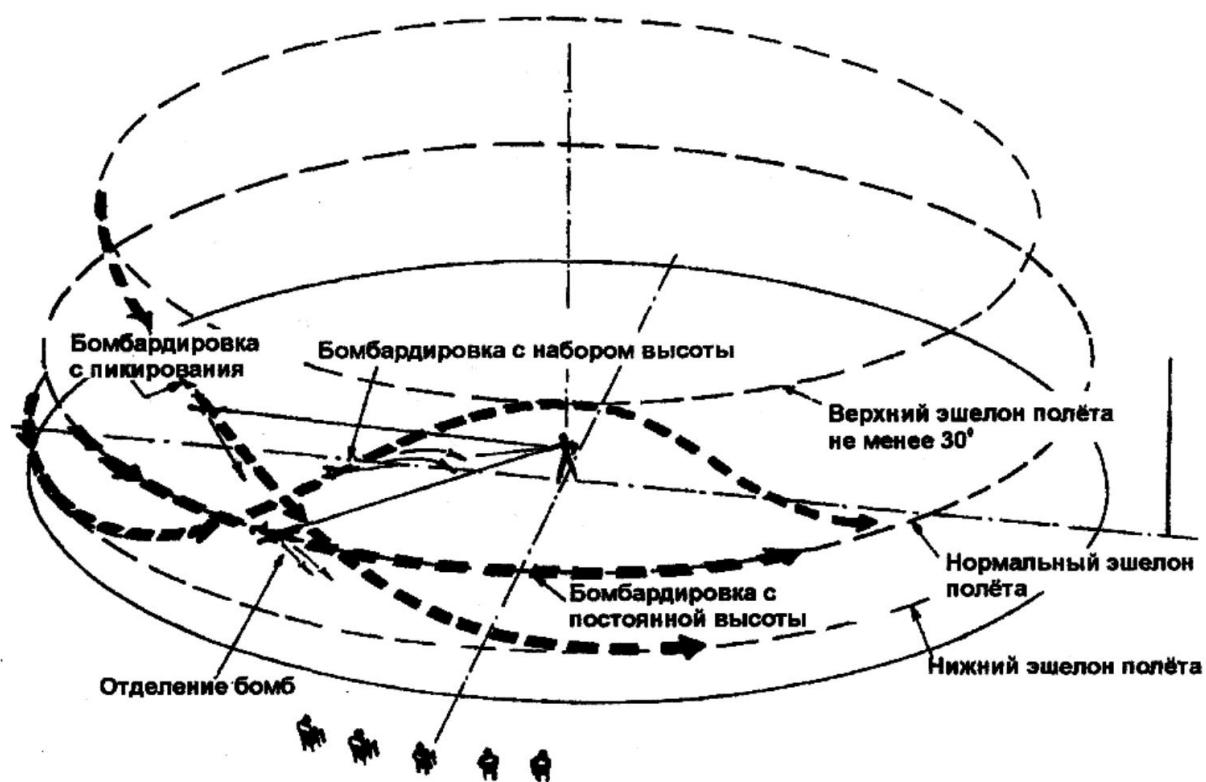 Бомбардировка
с пикирования
Бомбардировка с набором высоты
Верхний эшелон полёта
не менее 30°
Нормальный эшелон
полёта
Бомбардировка с
постоянной высоты
Нижний эшелон полёта
Отделение бомб